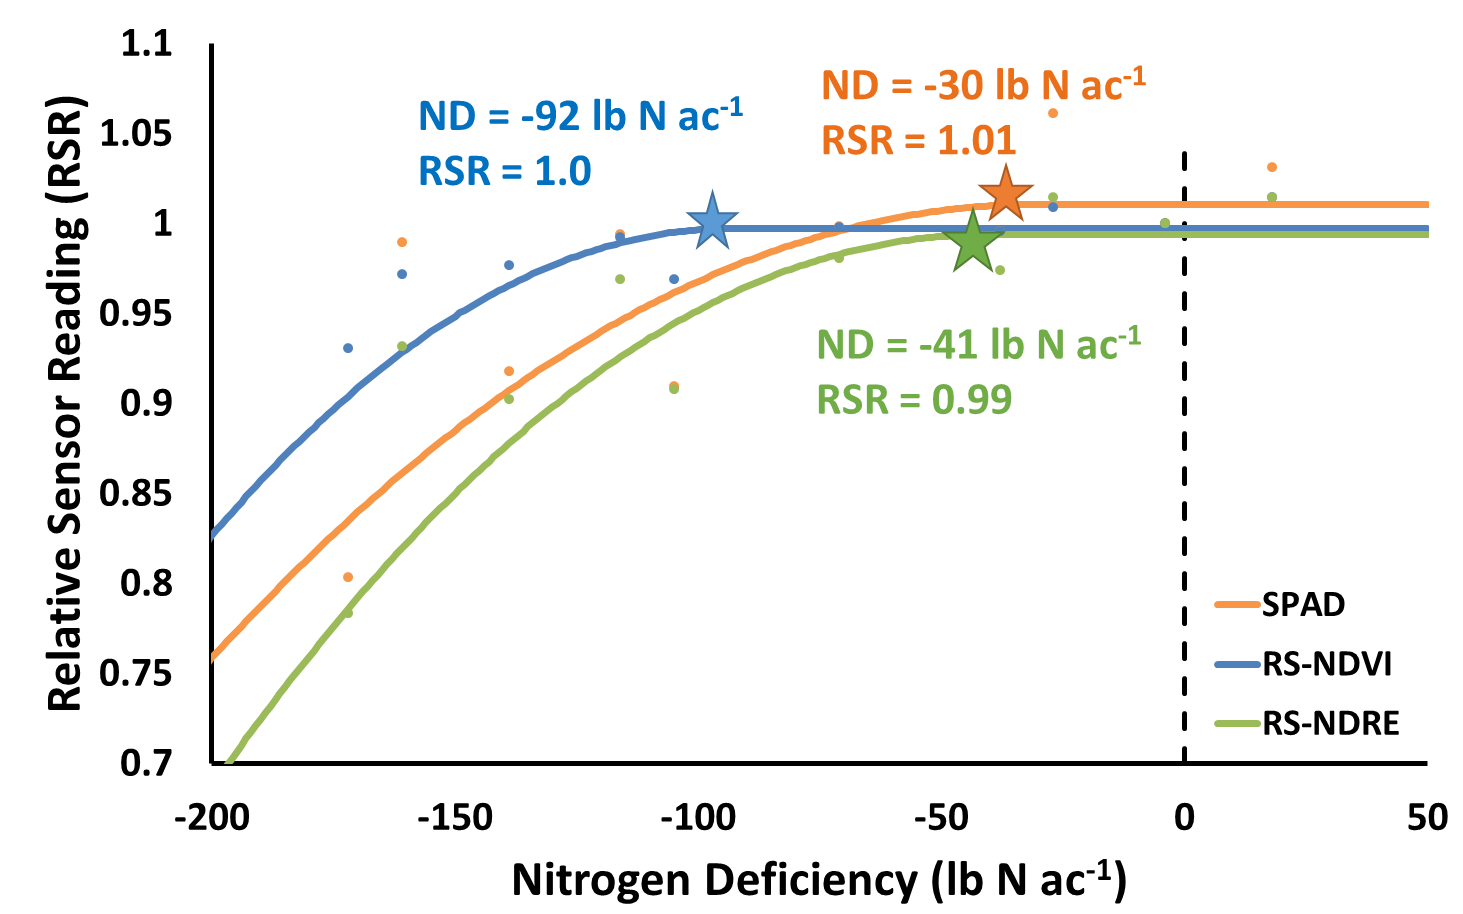 1.1
1.05
1
0.95
0.9
0.85
0.8
0.75
0.7
Relative Sensor Reading (RSR)
ND = -92 lb N ac⁻¹
RSR = 1.0
ND = -30 lb N ac⁻¹
RSR = 1.01
ND = -41 lb N ac⁻¹
RSR = 0.99
SPAD
RS-NDVI
RS-NDRE
-200 -150 -100 -50 0 50
Nitrogen Deficiency (lb N ac⁻¹)